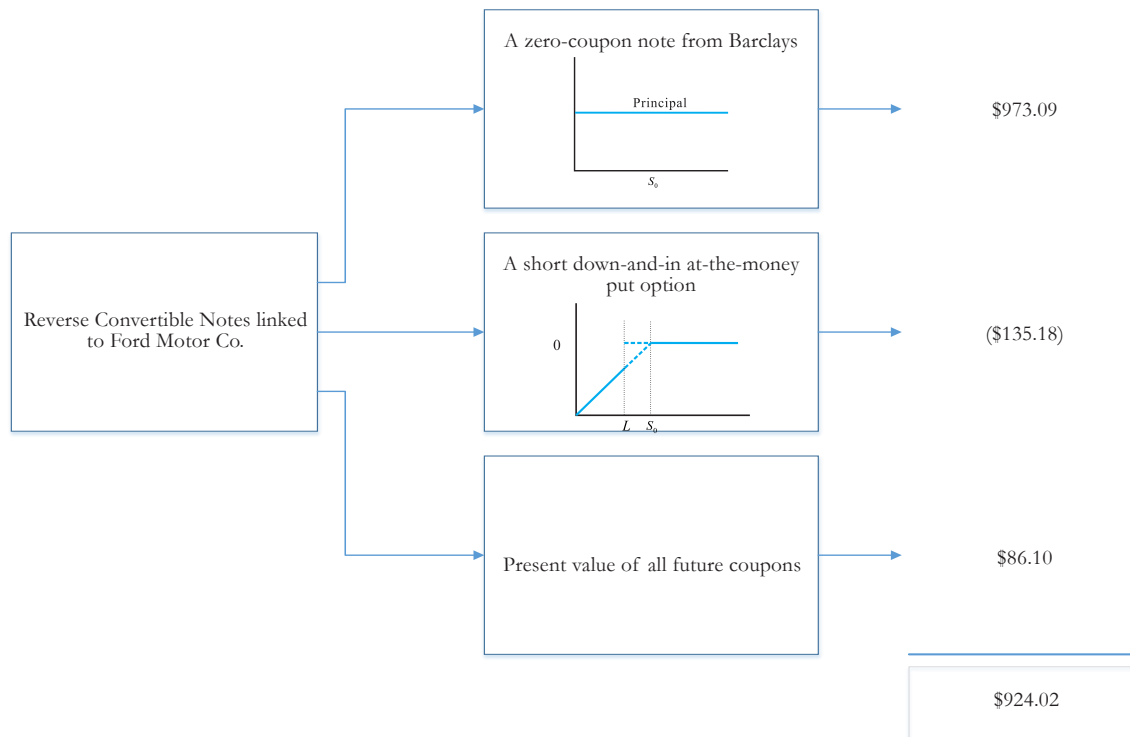 A zero-coupon note from Barclays
Principal
S₀
$973.09
Reverse Convertible Notes linked
to Ford Motor Co.
A short down-and-in at-the-money
put option
0
L S₀
($135.18)
Present value of all future coupons
$86.10
$924.02